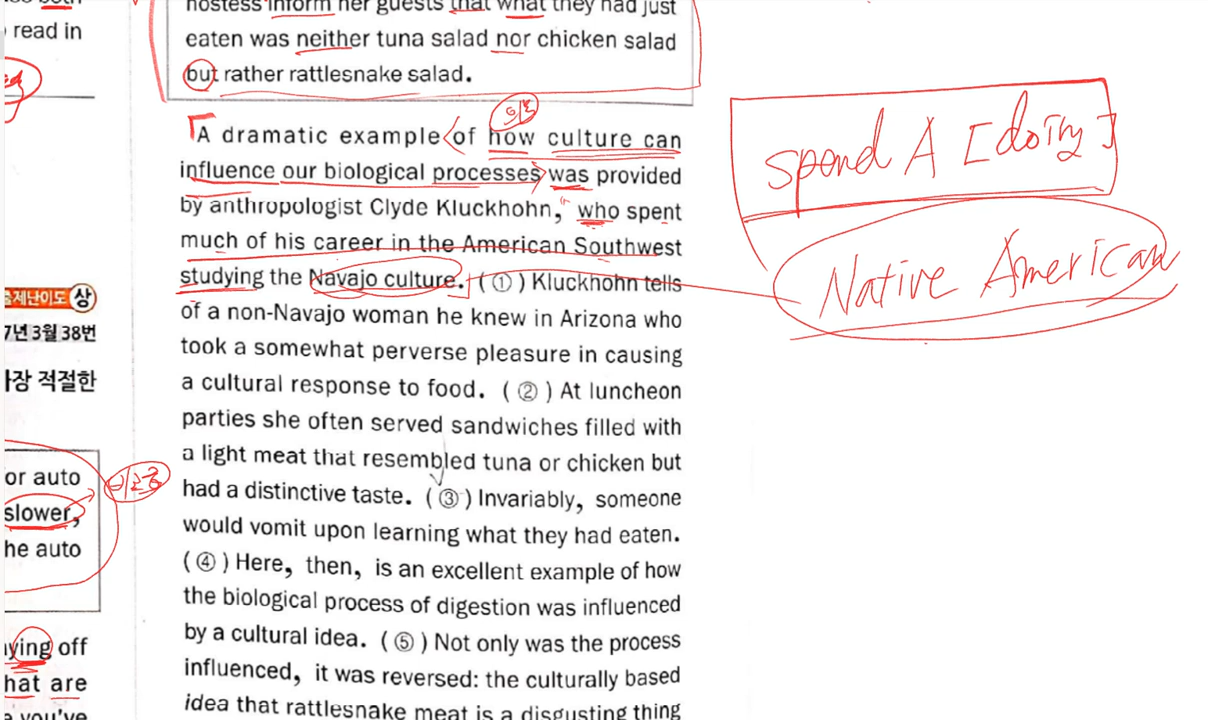 hostess inform her guests that what they had just
eaten was neither tuna salad nor chicken salad
but rather rattlesnake salad.
A dramatic example of how culture can
influence our biological processes was provided
by anthropologist Clyde Kluckhohn, who spent
much of his career in the American Southwest
studying the Navajo culture. ( ① ) Kluckhohn tells
of a non-Navajo woman he knew in Arizona who
took a somewhat perverse pleasure in causing
a cultural response to food. ( ② ) At luncheon
parties she often served sandwiches filled with
a light meat that resembled tuna or chicken but
had a distinctive taste. ( ③ ) Invariably, someone
would vomit upon learning what they had eaten.
( ④ ) Here, then, is an excellent example of how
the biological process of digestion was influenced
by a cultural idea. ( ⑤ ) Not only was the process
influenced, it was reversed: the culturally based
idea that rattlesnake meat is a disgusting thing
spend A [doing]
Native American
both
read in
출제난이도 상
7년 3월 38번
가장 적절한
or auto
slower,
he auto
ying off
hat are
you've